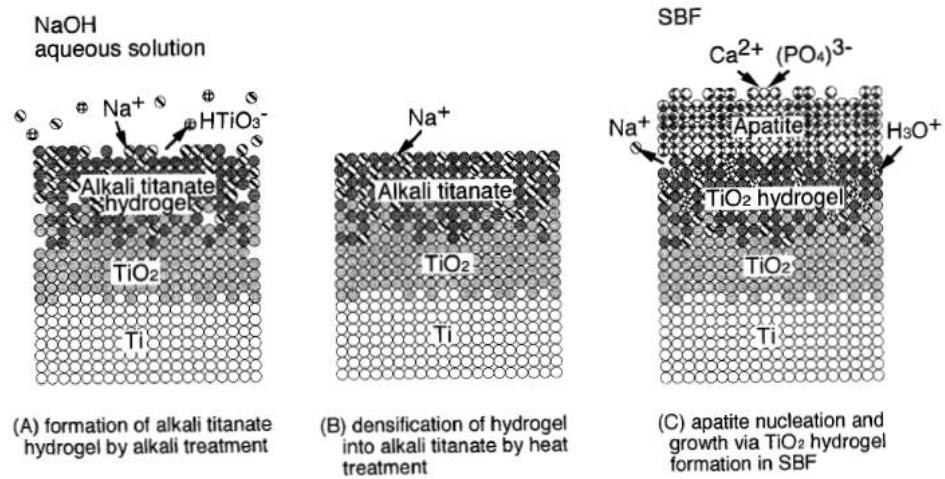 NaOH
aqueous solution
Na+
HTiO3-
Alkali titanate
hydrogel
TiO2
Ti
(A) formation of alkali titanate
hydrogel by alkali treatment
Na+
Alkali titanate
TiO2
Ti
(B) densification of hydrogel
into alkali titanate by heat
treatment
SBF
Ca2+ (PO4)3-
Na+
Apatite
H3O+
TiO2 hydrogel
TiO2
Ti
(C) apatite nucleation and
growth via TiO2 hydrogel
formation in SBF